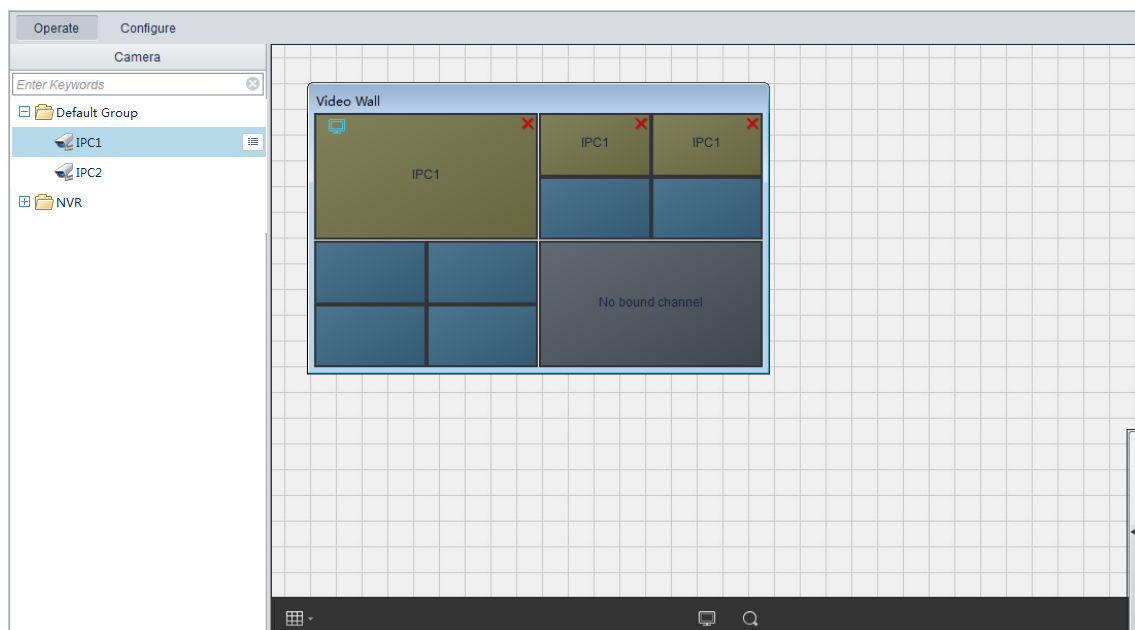 Operate Configure
Camera
Enter Keywords
Default Group
IPC1
IPC2
NVR
Video Wall
IPC1
IPC1
IPC1
No bound channel